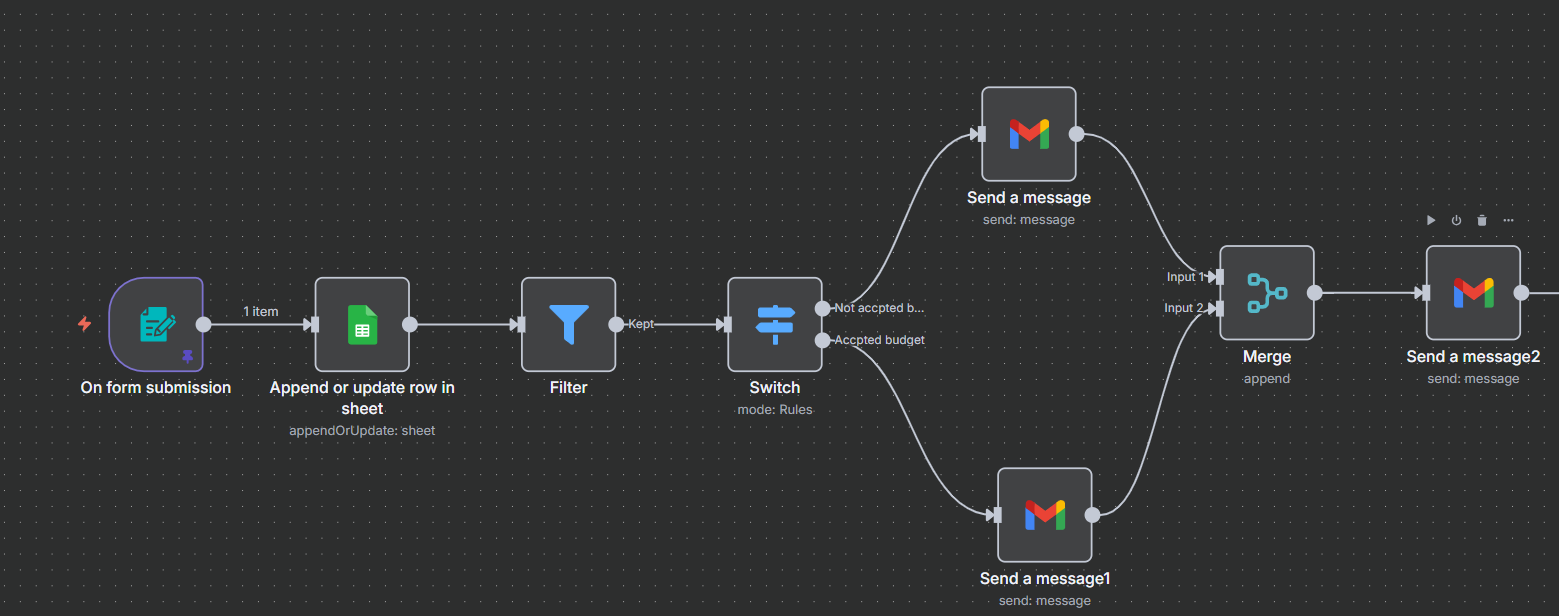 Send a message
send: message
Input 1
Input 2
1 item
Kept
Not accpted b...
Accpted budget
On form submission
Append or update row in
sheet
appendOrUpdate: sheet
Filter
Switch
mode: Rules
Merge
append
Send a message2
send: message
Send a message1
send: message